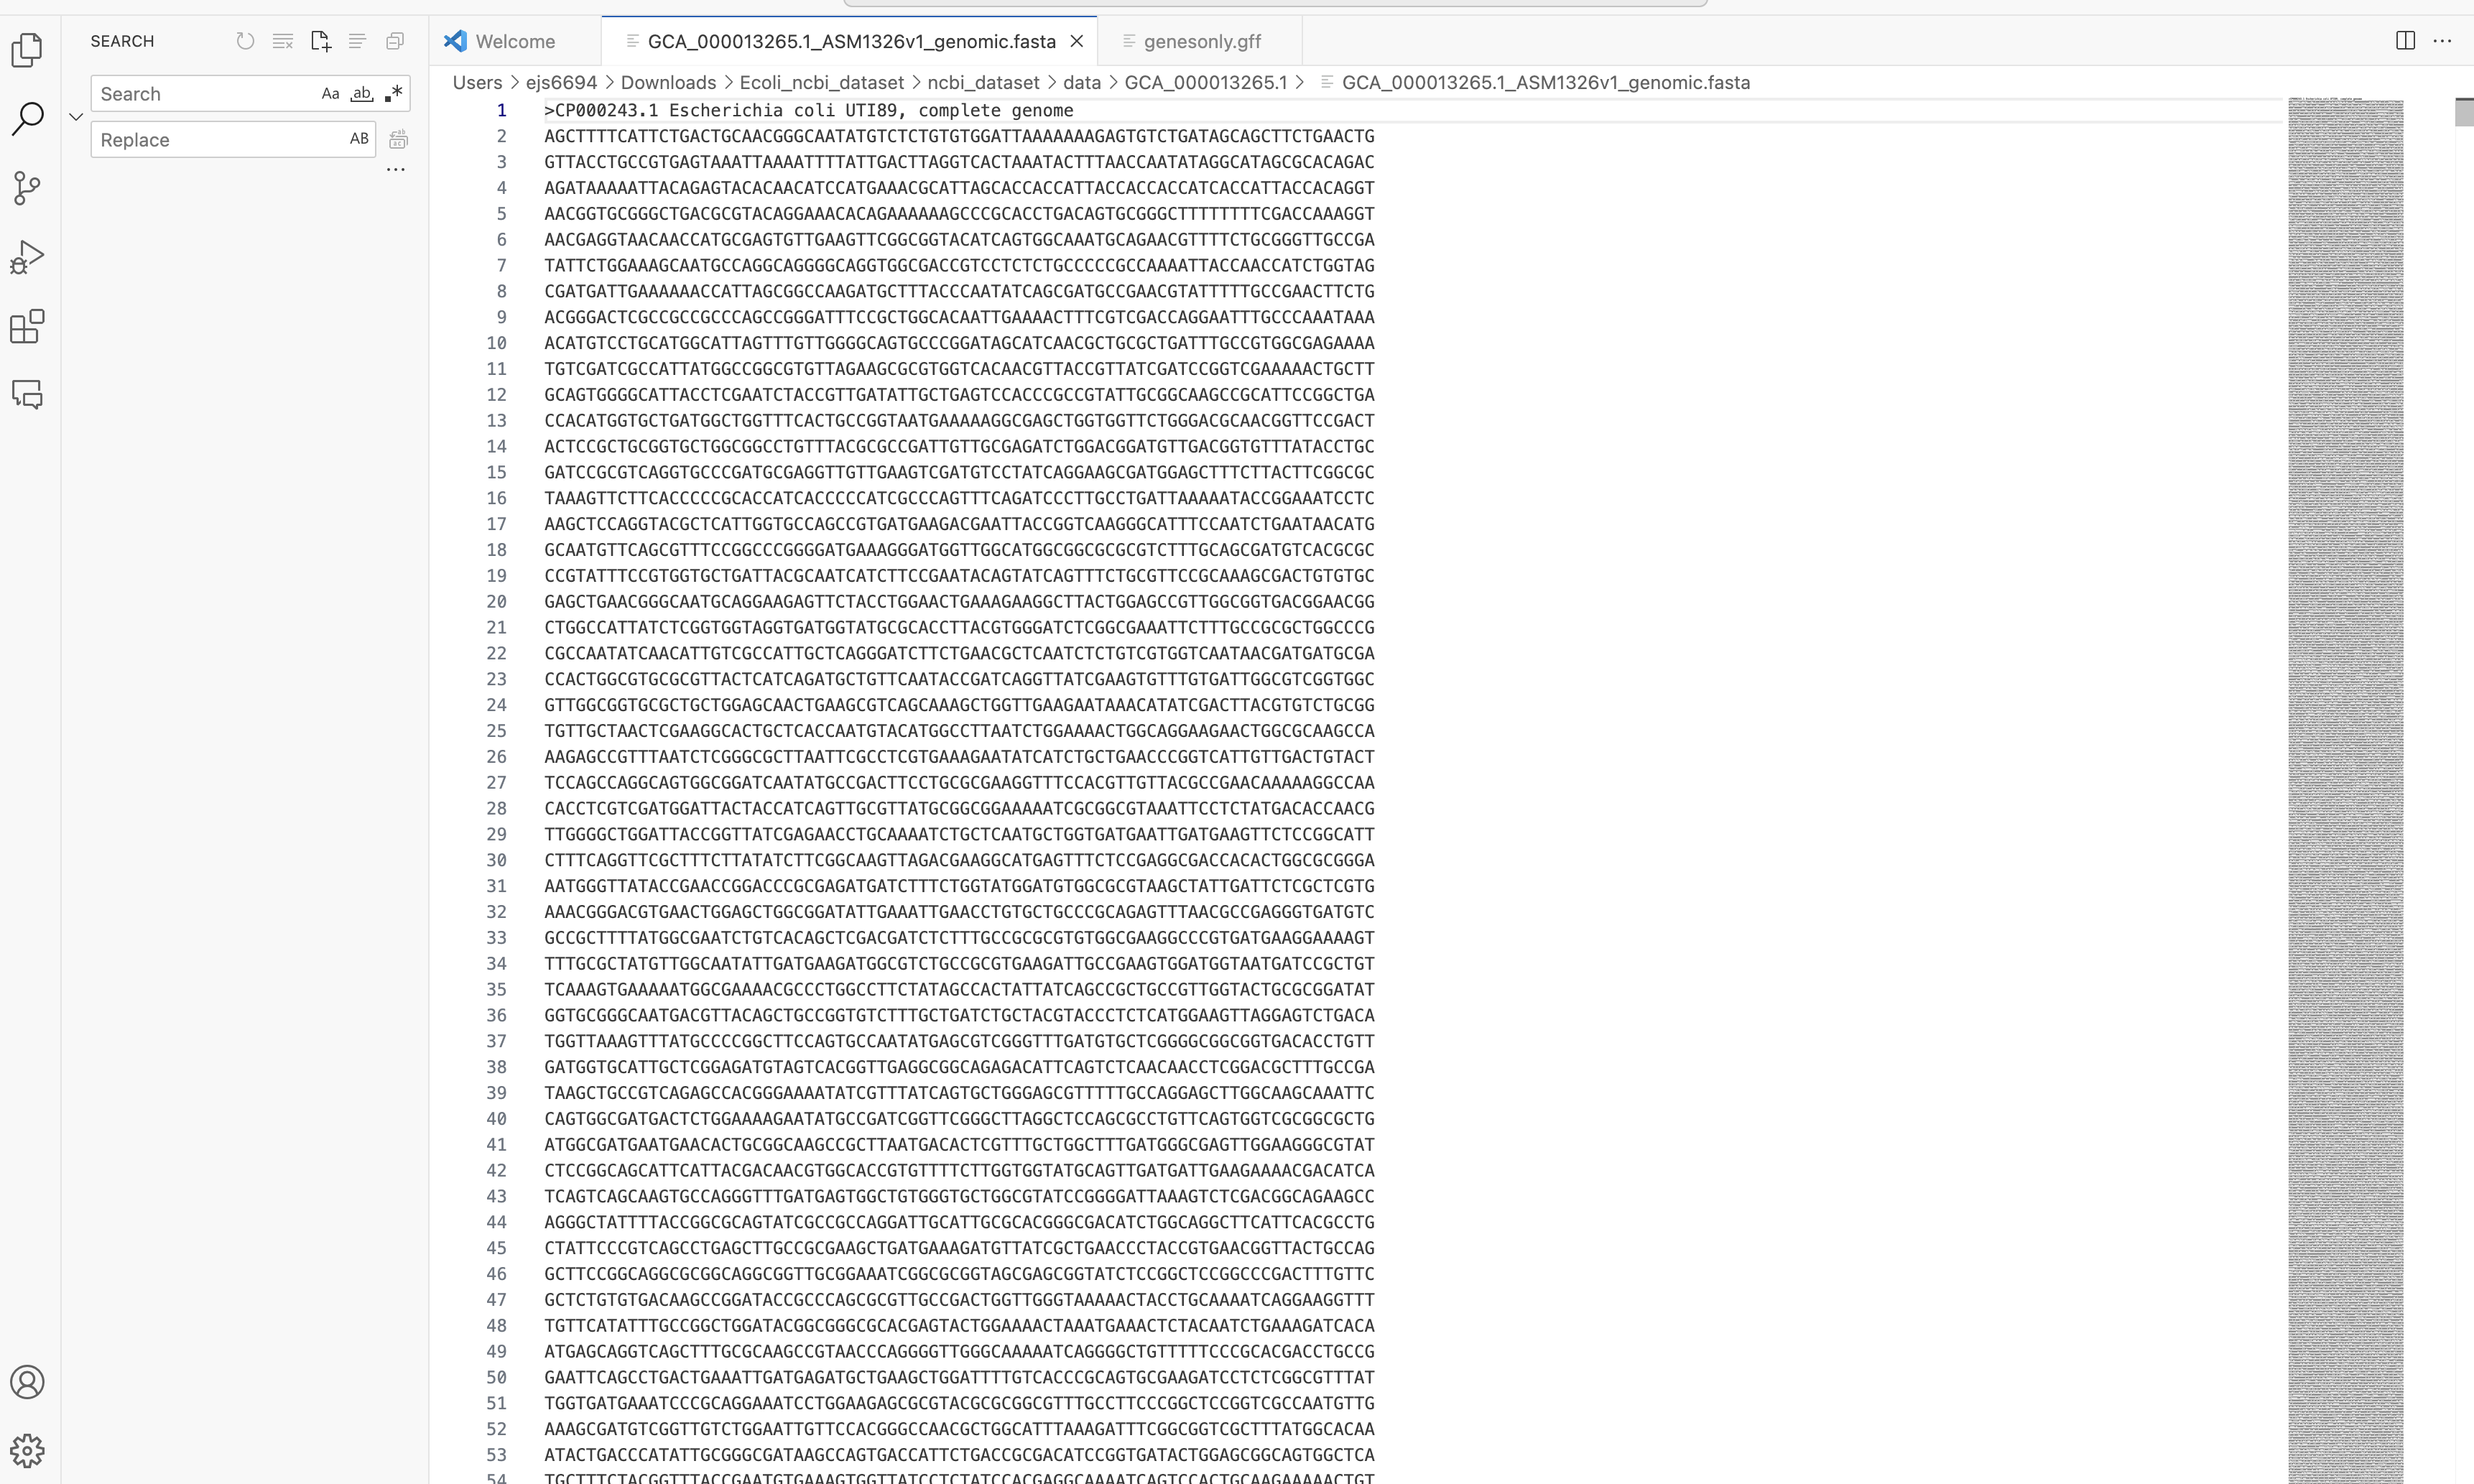 SEARCH
Search
Aa
ab
Replace
AB
Welcome
GCA_000013265.1_ASM1326v1_genomic.fasta
genesonly.gff
Users > ejs6694 > Downloads > Ecoli_ncbi_dataset > ncbi_dataset > data > GCA_000013265.1 > GCA_000013265.1_ASM1326v1_genomic.fasta
1 >CP000243.1 Escherichia coli UTI89, complete genome
2 AGCTTTTCATTCTGACTGCAACGGGCAATATGTCTCTGTGTGGATTAAAAAAAGAGTGTCTGATAGCAGCTTCTGAACTG
3 GTTACCTGCCGTGAGTAAATTAAAATTTTATTGACTTAGGTCACTAAATACTTTAACCAATATAGGCATAGCGCACAGAC
4 AGATAAAAATTACAGAGTACACAACATCCATGAAACGCATTAGCACCACCATTACCACCACCATCACCATTACCACAGGT
5 AACGGTGCGGGCTGACGCGTACAGGAAACACAGAAAAAAGCCCGCACCTGACAGTGCGGGCTTTTTTTTCGACCAAAGGT
6 AACGAGGTAACAACCATGCGAGTGTTGAAGTTCGGCGGTACATCAGTGGCAAATGCAGAACGTTTTCTGCGGGTTGCCGA
7 TATTCTGGAAAGCAATGCCAGGCAGGGGCAGGTGGCGACCGTCCTCTCTGCCCCCGCCAAAATTACCAACCATCTGGTAG
8 CGATGATTGAAAAAACCATTAGCGGCCAAGATGCTTTACCCAATATCAGCGATGCCGAACGTATTTTTGCCGAACTTCTG
9 ACGGGACTCGCCGCCGCCCAGCCGGGATTTCCGCTGGCACAATTGAAAACTTTCGTCGACCAGGAATTTGCCCAAATAAA
10 ACATGTCCTGCATGGCATTAGTTTGTTGGGGCAGTGCCCGGATAGCATCAACGCTGCGCTGATTTGCCGTGGCGAGAAAA
11 TGTCGATCGCCATTATGGCCGGCGTGTTAGAAGCGCGTGGTCACAACGTTACCGTTATCGATCCGGTCGAAAAACTGCTT
12 GCAGTGGGGCATTACCTCGAATCTACCGTTGATATTGCTGAGTCCACCCGCCGTATTGCGGCAAGCCGCATTCCGGCTGA
13 CCACATGGTGCTGATGGCTGGTTTCACTGCCGGTAATGAAAAAGGCGAGCTGGTGGTTCTGGGACGCAACGGTTCCGACT
14 ACTCCGCTGCGGTGCTGGCGGCCTGTTTACGCGCCGATTGTTGCGAGATCTGGACGGATGTTGACGGTGTTTATACCTGC
15 GATCCGCGTCAGGTGCCCGATGCGAGGTTGTTGAAGTCGATGTCCTATCAGGAAGCGATGGAGCTTTCTTACTTCGGCGC
16 TAAAGTTCTTCACCCCCGCACCATCACCCCCATCGCCCAGTTTCAGATCCCTTGCCTGATTAAAAATACCGGAAATCCTC
17 AAGCTCCAGGTACGCTCATTGGTGCCAGCCGTGATGAAGACGAATTACCGGTCAAGGGCATTTCCAATCTGAATAACATG
18 GCAATGTTCAGCGTTTCCGGCCCGGGGATGAAAGGGATGGTTGGCATGGCGGCGCGCGTCTTTGCAGCGATGTCACGCGC
19 CCGTATTTCCGTGGTGCTGATTACGCAATCATCTTCCGAATACAGTATCAGTTTCTGCGTTCCGCAAAGCGACTGTGTGC
20 GAGCTGAACGGGCAATGCAGGAAGAGTTCTACCTGGAACTGAAAGAAGGCTTACTGGAGCCGTTGGCGGTGACGGAACGG
21 CTGGCCATTATCTCGGTGGTAGGTGATGGTATGCGCACCTTACGTGGGATCTCGGCGAAATTCTTTGCCGCGCTGGCCCG
22 CGCCAATATCAACATTGTCGCCATTGCTCAGGGATCTTCTGAACGCTCAATCTCTGTCGTGGTCAATAACGATGATGCGA
23 CCACTGGCGTGCGCGTTACTCATCAGATGCTGTTCAATACCGATCAGGTTATCGAAGTGTTTGTGATTGGCGTCGGTGGC
24 GTTGGCGGTGCGCTGCTGGAGCAACTGAAGCGTCAGCAAAGCTGGTTGAAGAATAAACATATCGACTTACGTGTCTGCGG
25 TGTTGCTAACTCGAAGGCACTGCTCACCAATGTACATGGCCTTAATCTGGAAAACTGGCAGGAAGAACTGGCGCAAGCCA
26 AAGAGCCGTTTAATCTCGGGCGCTTAATTCGCCTCGTGAAAGAATATCATCTGCTGAACCCGGTCATTGTTGACTGTACT
27 TCCAGCCAGGCAGTGGCGGATCAATATGCCGACTTCCTGCGCGAAGGTTTCCACGTTGTTACGCCGAACAAAAAGGCCAA
28 CACCTCGTCGATGGATTACTACCATCAGTTGCGTTATGCGGCGGAAAAATCGCGGCGTAAATTCCTCTATGACACCAACG
29 TTGGGGCTGGATTACCGGTTATCGAGAACCTGCAAAATCTGCTCAATGCTGGTGATGAATTGATGAAGTTCTCCGGCATT
30 CTTTCAGGTTCGCTTTCTTATATCTTCGGCAAGTTAGACGAAGGCATGAGTTTCTCCGAGGCGACCACACTGGCGCGGGA
31 AATGGGTTATACCGAACCGGACCCGCGAGATGATCTTTCTGGTATGGATGTGGCGCGTAAGCTATTGATTCTCGCTCGTG
32 AAACGGGACGTGAACTGGAGCTGGCGGATATTGAAATTGAACCTGTGCTGCCCGCAGAGTTTAACGCCGAGGGTGATGTC
33 GCCGCTTTTATGGCGAATCTGTCACAGCTCGACGATCTCTTTGCCGCGCGTGTGGCGAAGGCCCGTGATGAAGGAAAAGT
34 TTTGCGCTATGTTGGCAATATTGATGAAGATGGCGTCTGCCGCGTGAAGATTGCCGAAGTGGATGGTAATGATCCGCTGT
35 TCAAAGTGAAAAATGGCGAAAACGCCCTGGCCTTCTATAGCCACTATTATCAGCCGCTGCCGTTGGTACTGCGCGGATAT
36 GGTGCGGGCAATGACGTTACAGCTGCCGGTGTCTTTGCTGATCTGCTACGTACCCTCTCATGGAAGTTAGGAGTCTGACA
37 TGGTTAAAGTTTATGCCCCGGCTTCCAGTGCCAATATGAGCGTCGGGTTTGATGTGCTCGGGGCGGCGGTGACACCTGTT
38 GATGGTGCATTGCTCGGAGATGTAGTCACGGTTGAGGCGGCAGAGACATTCAGTCTCAACAACCTCGGACGCTTTGCCGA
39 TAAGCTGCCGTCAGAGCCACGGGAAAATATCGTTTATCAGTGCTGGGAGCGTTTTTGCCAGGAGCTTGGCAAGCAAATTC
40 CAGTGGCGATGACTCTGGAAAAGAATATGCCGATCGGTTCGGGCTTAGGCTCCAGCGCCTGTTCAGTGGTCGCGGCGCTG
41 ATGGCGATGAATGAACACTGCGGCAAGCCGCTTAATGACACTCGTTTGCTGGCTTTGATGGGCGAGTTGGAAGGGCGTAT
42 CTCCGGCAGCATTCATTACGACAACGTGGCACCGTGTTTTCTTGGTGGTATGCAGTTGATGATTGAAGAAAACGACATCA
43 TCAGTCAGCAAGTGCCAGGGTTTGATGAGTGGCTGTGGGTGCTGGCGTATCCGGGGATTAAAGTCTCGACGGCAGAAGCC
44 AGGGCTATTTTACCGGCGCAGTATCGCCGCCAGGATTGCATTGCGCACGGGCGACATCTGGCAGGCTTCATTCACGCCTG
45 CTATTCCCGTCAGCCTGAGCTTGCCGCGAAGCTGATGAAAGATGTTATCGCTGAACCCTACCGTGAACGGTTACTGCCAG
46 GCTTCCGGCAGGCGCGGCAGGCGGTTGCGGAAATCGGCGCGGTAGCGAGCGGTATCTCCGGCTCCGGCCCGACTTTGTTC
47 GCTCTGTGTGACAAGCCGGATACCGCCCAGCGCGTTGCCGACTGGTTGGGTAAAAACTACCTGCAAAATCAGGAAGGTTT
48 TGTTCATATTTGCCGGCTGGATACGGCGGGCGCACGAGTACTGGAAAACTAAATGAAACTCTACAATCTGAAAGATCACA
49 ATGAGCAGGTCAGCTTTGCGCAAGCCGTAACCCAGGGGTTGGGCAAAAATCAGGGGCTGTTTTTCCCGCACGACCTGCCG
50 GAATTCAGCCTGACTGAAATTGATGAGATGCTGAAGCTGGATTTTGTCACCCGCAGTGCGAAGATCCTCTCGGCGTTTAT
51 TGGTGATGAAATCCCGCAGGAAATCCTGGAAGAGCGCGTACGCGCGGCGTTTGCCTTCCCGGCTCCGGTCGCCAATGTTG
52 AAAGCGATGTCGGTTGTCTGGAATTGTTCCACGGGCCAACGCTGGCATTTAAAGATTTCGGCGGTCGCTTTATGGCACAA
53 ATACTGACCCATATTGCGGGCGATAAGCCAGTGACCATTCTGACCGCGACATCCGGTGATACTGGAGCGGCAGTGGCTCA
54 TGCTTTCTACGGTTTACCGAATGTGAAAGTGGTTATCCTCTATCCACGAGGCAAAATCAGTCCACTGCAAGAAAAACTGT